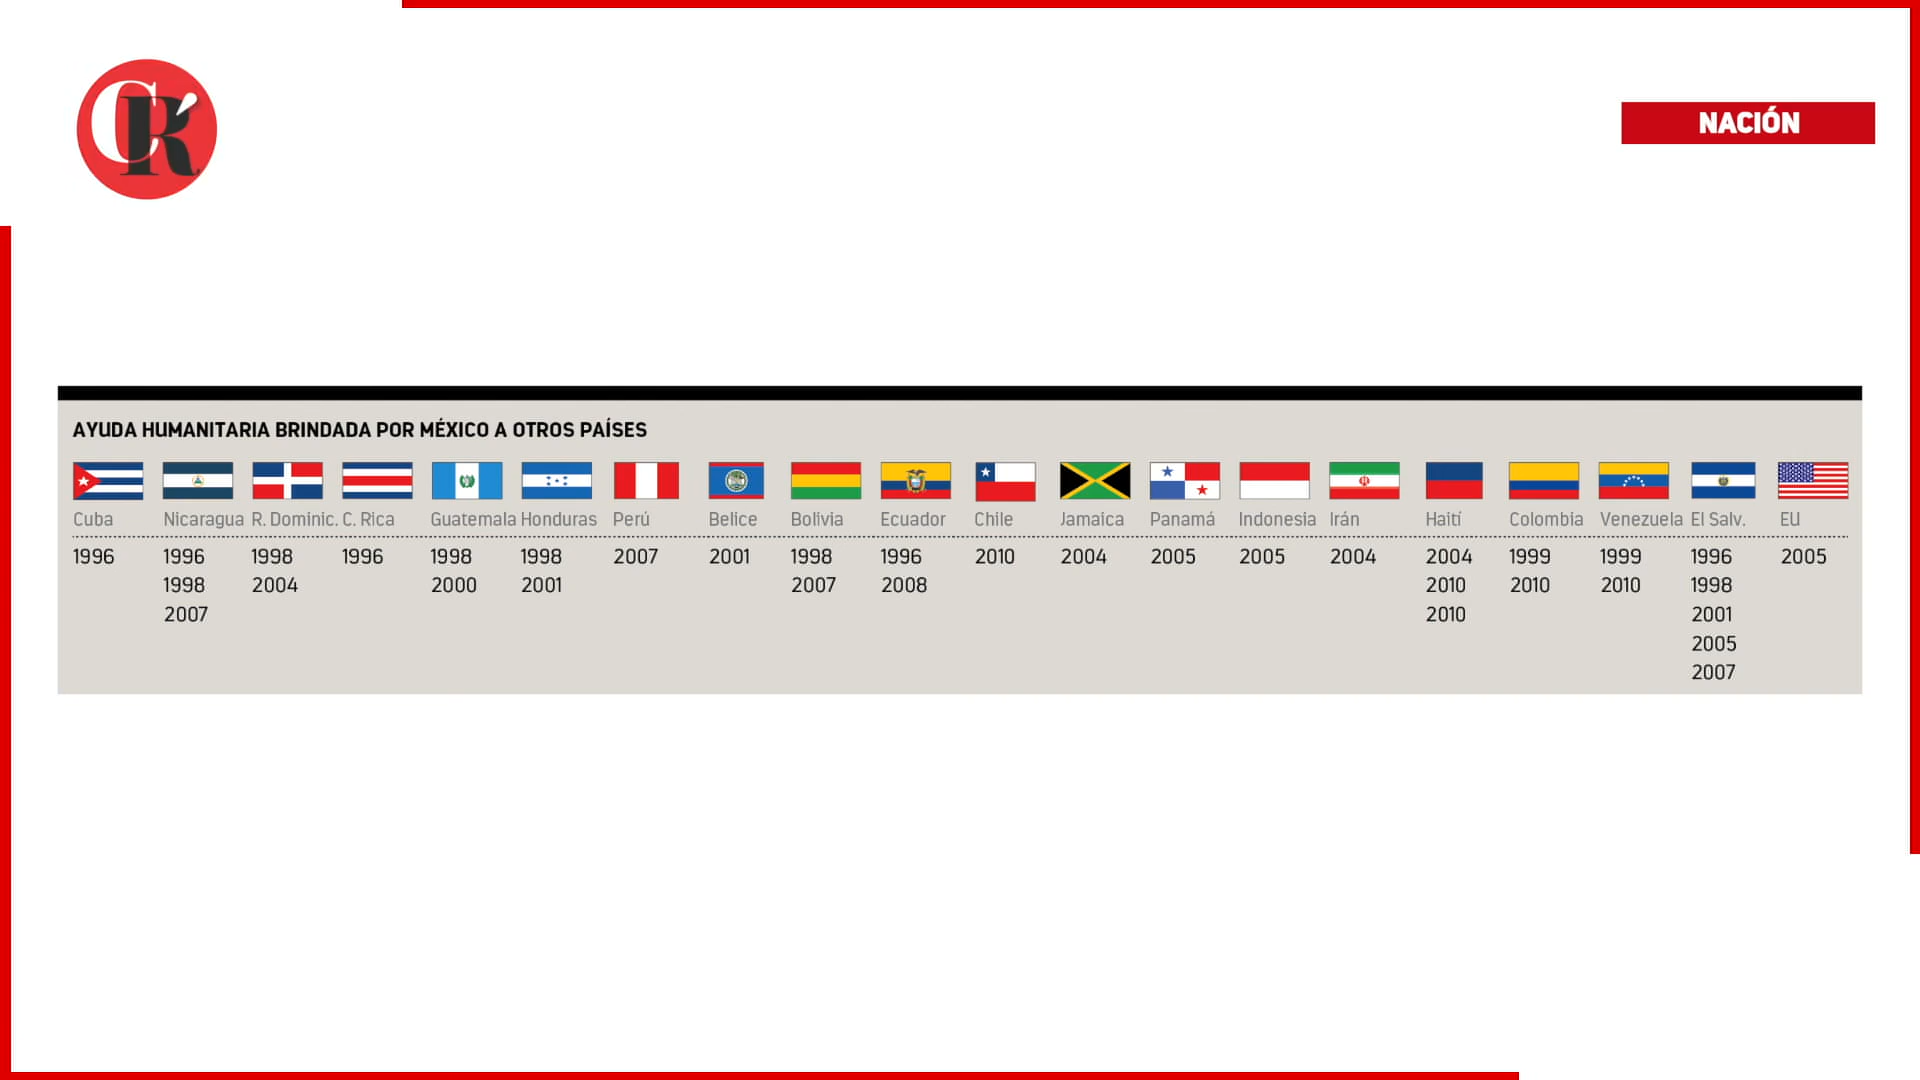 CR
NACIÓN
AYUDA HUMANITARIA BRINDADA POR MÉXICO A OTROS PAÍSES
Cuba Nicaragua R. Dominic. C. Rica Guatemala Honduras Perú Belice Bolivia Ecuador Chile Jamaica Panamá Indonesia Irán Haití Colombia Venezuela El Salv. EU
1996 1996 1998 1996 1998 1998 2007 2001 1998 1996 2010 2004 2005 2005 2004 2004 1999 1999 1996 2005
1998 2004 2000 2001 2007 2008 2010 2010 2010 1998
2007 2010 2001
2005
2007